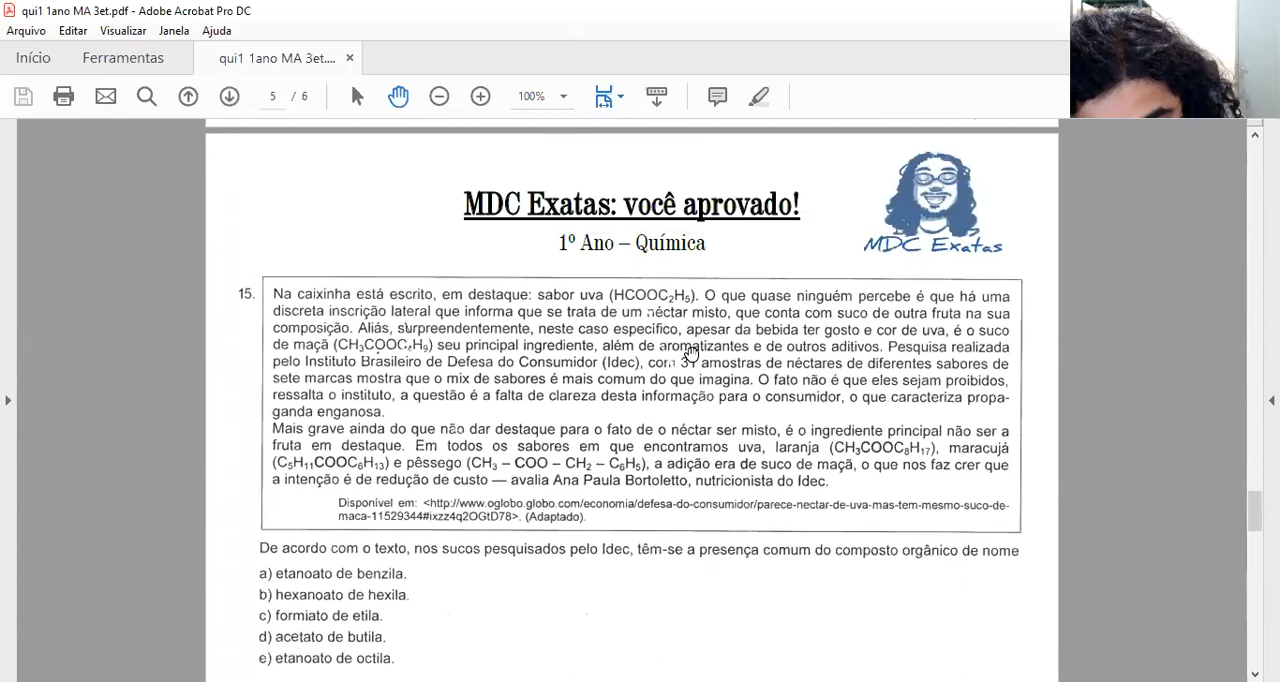 qui1 1ano MA 3et.pdf - Adobe Acrobat Pro DC
Arquivo Editar Visualizar Janela Ajuda
Início Ferramentas qui1 1ano MA 3et.... ×
5 / 6 100%
MDC Exatas: você aprovado!
1º Ano – Química
MDC Exatas
15. Na caixinha está escrito, em destaque: sabor uva (HCOOC₂H₅). O que quase ninguém percebe é que há uma
discreta inscrição lateral que informa que se trata de um néctar misto, que conta com suco de outra fruta na sua
composição. Aliás, surpreendentemente, neste caso específico, apesar da bebida ter gosto e cor de uva, é o suco
de maçã (CH₃COOC₄H₉) seu principal ingrediente, além de aromatizantes e de outros aditivos. Pesquisa realizada
pelo Instituto Brasileiro de Defesa do Consumidor (Idec), com 31 amostras de néctares de diferentes sabores de
sete marcas mostra que o mix de sabores é mais comum do que imagina. O fato não é que eles sejam proibidos,
ressalta o instituto, a questão é a falta de clareza desta informação para o consumidor, o que caracteriza propa-
ganda enganosa.
Mais grave ainda do que não dar destaque para o fato de o néctar ser misto, é o ingrediente principal não ser a
fruta em destaque. Em todos os sabores em que encontramos uva, laranja (CH₃COOC₈H₁₇), maracujá
(C₅H₁₁COOC₆H₁₃) e pêssego (CH₃ – COO – CH₂ – C₆H₅), a adição era de suco de maçã, o que nos faz crer que
a intenção é de redução de custo — avalia Ana Paula Bortoletto, nutricionista do Idec.
Disponível em: <http://www.oglobo.globo.com/economia/defesa-do-consumidor/parece-nectar-de-uva-mas-tem-mesmo-suco-de-
maca-11529344#ixzz4q2OGtD78>. (Adaptado).
De acordo com o texto, nos sucos pesquisados pelo Idec, têm-se a presença comum do composto orgânico de nome
a) etanoato de benzila.
b) hexanoato de hexila.
c) formiato de etila.
d) acetato de butila.
e) etanoato de octila.